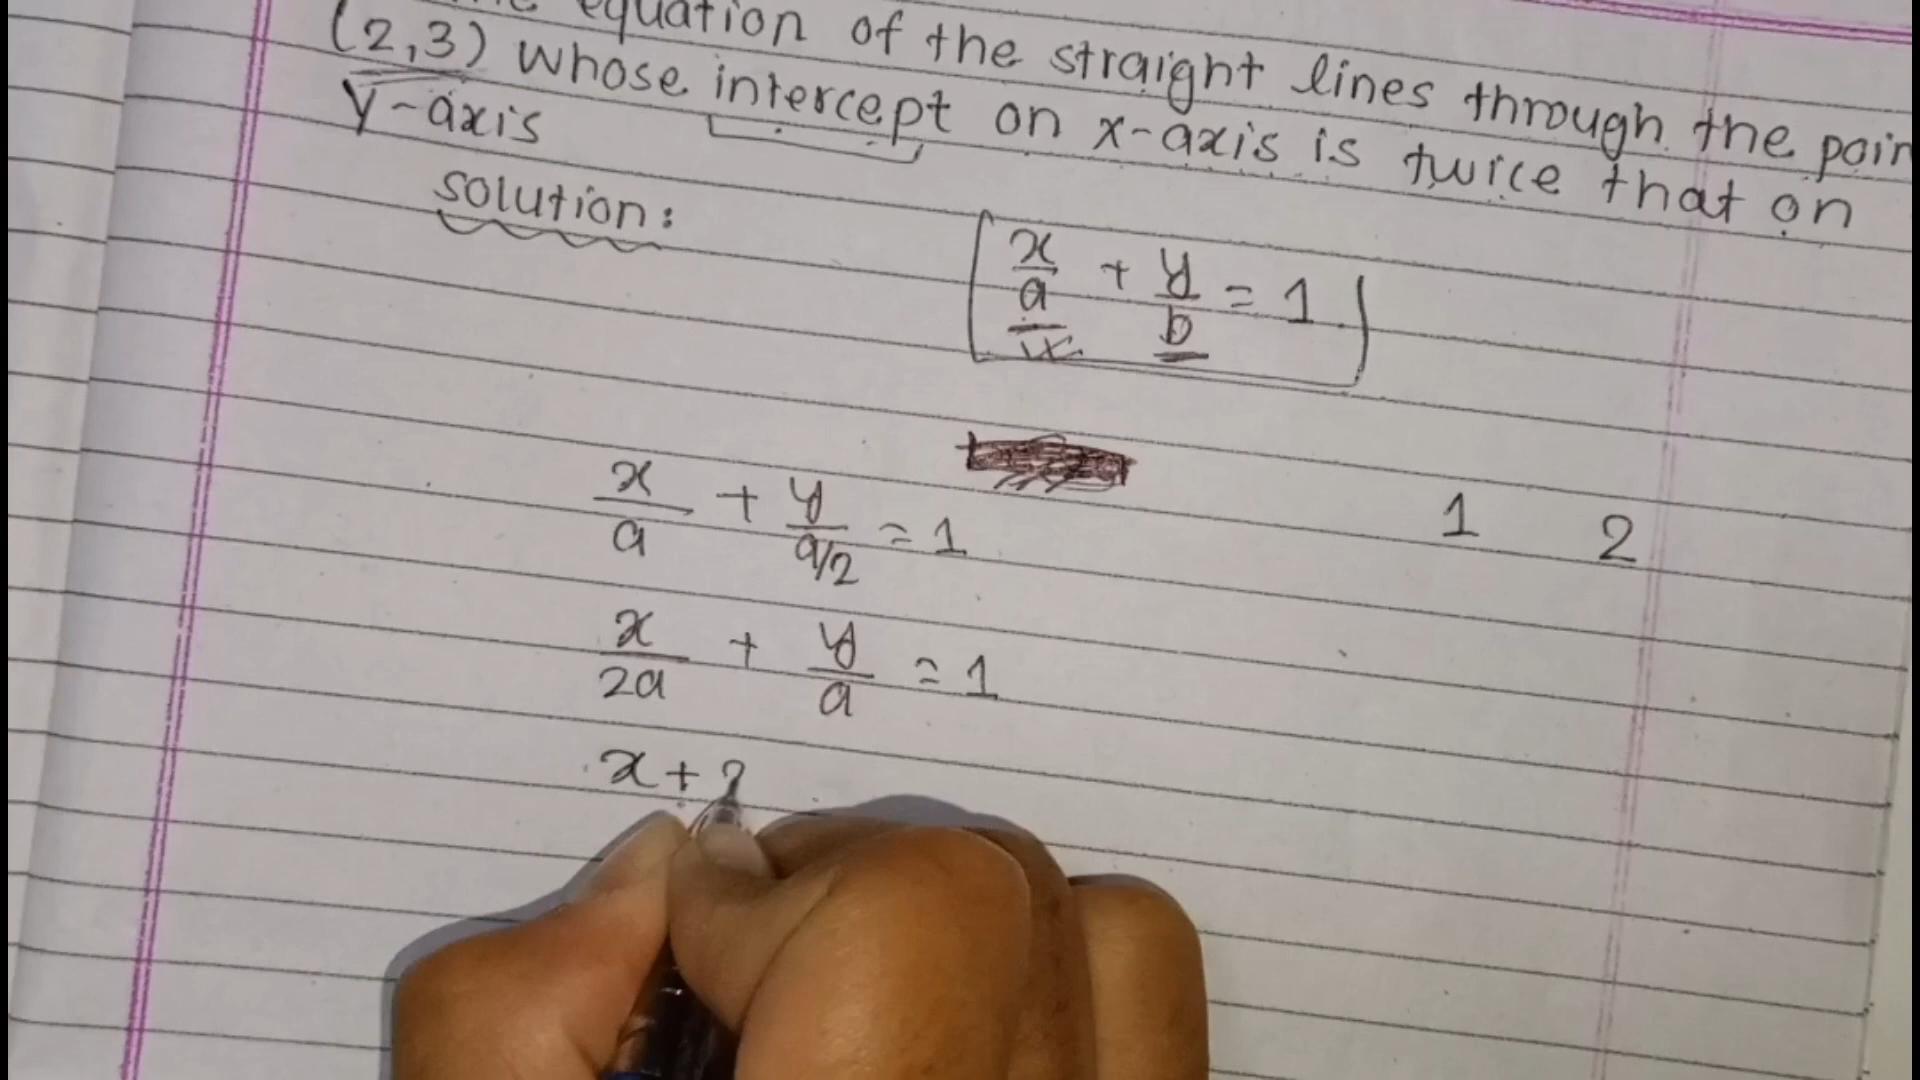 equation of the straight lines through the
(2,3) whose intercept on x-axis is twice that on
Y-axis
solution:
x/a + y/b = 1
x/a + y/a/2 = 1
1 2
x/2a + y/a = 1
x + 2